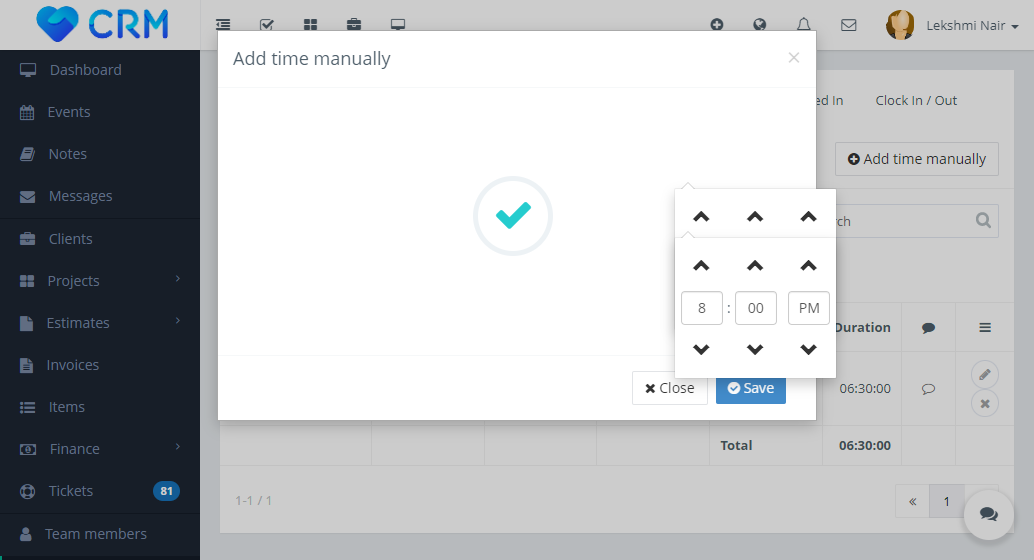 CRM
Lekshmi Nair
Dashboard
Events
Notes
Messages
Clients
Projects
Estimates
Invoices
Items
Finance
Tickets 81
Team members
Add time manually ×
ed In Clock In / Out
Add time manually
ch
8 : 00 PM
Close Save
Duration
06:30:00
Total 06:30:00
1-1 / 1
« 1